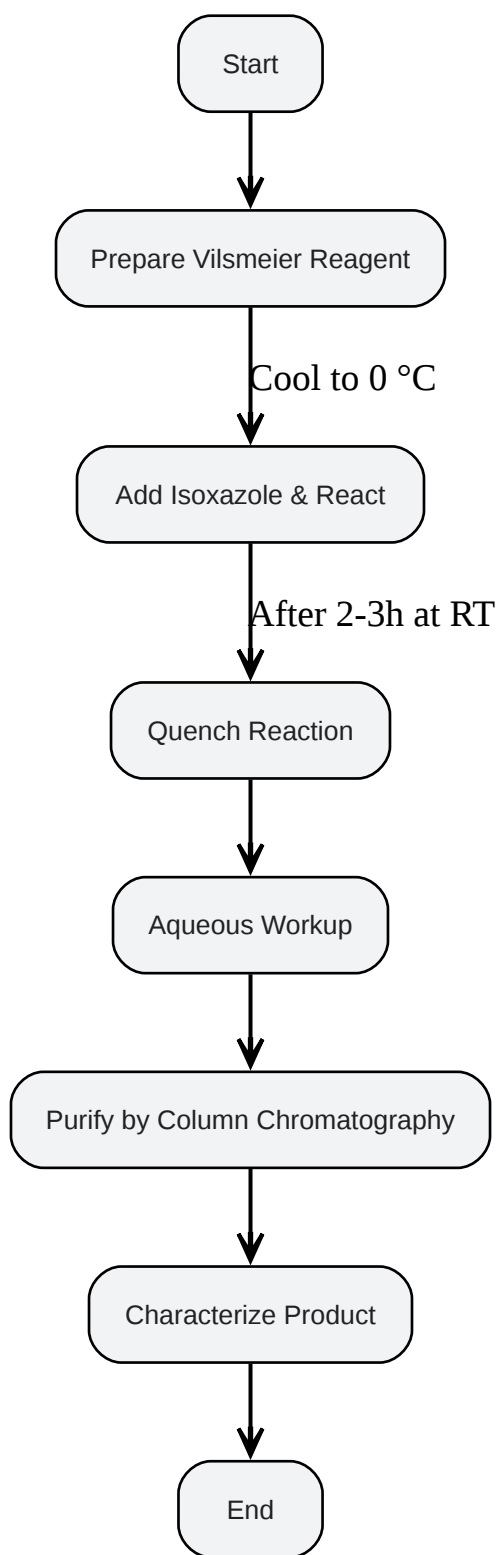 Start
Prepare Vilsmeier Reagent
Cool to 0 °C
Add Isoxazole & React
After 2-3h at RT
Quench Reaction
Aqueous Workup
Purify by Column Chromatography
Characterize Product
End